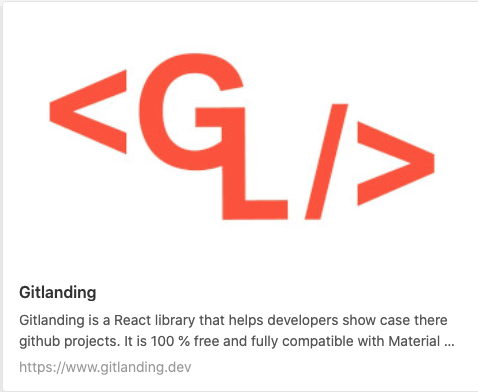 <GL/>
Gitlanding
Gitlanding is a React library that helps developers show case there
github projects. It is 100 % free and fully compatible with Material ...
https://www.gitlanding.dev